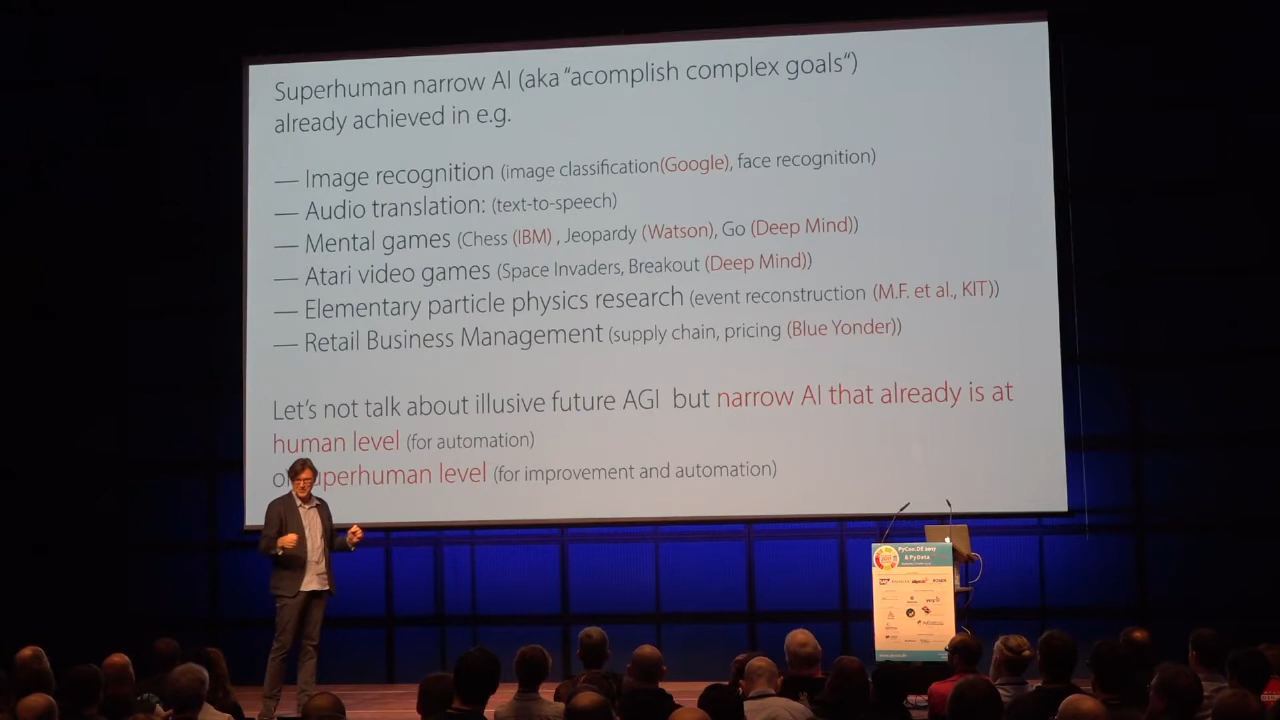 Superhuman narrow AI (aka “acomplish complex goals“)
already achieved in e.g.
— Image recognition (image classification(Google), face recognition)
— Audio translation: (text-to-speech)
— Mental games (Chess (IBM) , Jeopardy (Watson), Go (Deep Mind))
— Atari video games (Space Invaders, Breakout (Deep Mind))
— Elementary particle physics research (event reconstruction (M.F. et al., KIT))
— Retail Business Management (supply chain, pricing (Blue Yonder))
Let’s not talk about illusive future AGI but narrow AI that already is at
human level (for automation)
superhuman level (for improvement and automation)
PyCon.DE 2017
& PyData